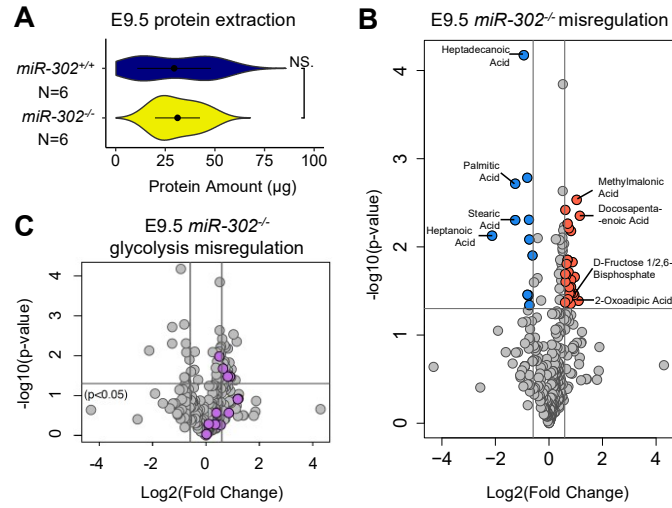 A
E9.5 protein extraction
miR-302+/+
N=6
miR-302-/-
N=6
NS.
0 25 50 75 100
Protein Amount (µg)
B
E9.5 miR-302-/- misregulation
4
3
2
1
0
-log10(p-value)
Heptadecanoic
Acid
Palmitic
Acid
Stearic
Acid
Heptanoic
Acid
Methylmalonic
Acid
Docosapenta-
-enoic Acid
D-Fructose 1/2,6-
Bisphosphate
2-Oxoadipic Acid
-4 -2 0 2 4
Log2(Fold Change)
C
E9.5 miR-302-/-
glycolysis misregulation
4
3
2
1
0
-log10(p-value)
(p<0.05)
-4 -2 0 2 4
Log2(Fold Change)